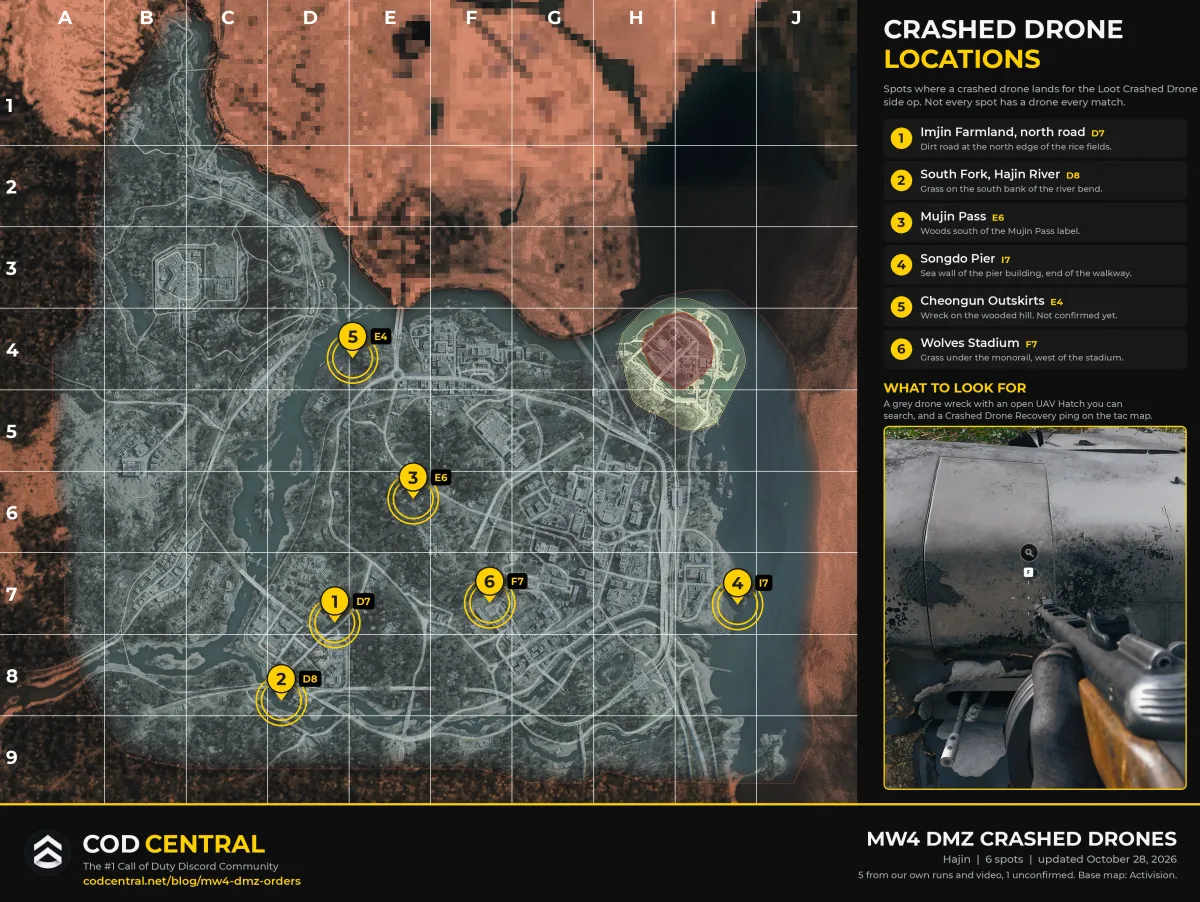 A B C D E F G H I J
1
2
3
4
5
6
7
8
9
5 E4
3 E6
6 F7
4 I7
1 D7
2 D8
CRASHED DRONE
LOCATIONS
Spots where a crashed drone lands for the Loot Crashed Drone
side op. Not every spot has a drone every match.
1 Imjin Farmland, north road D7
Dirt road at the north edge of the rice fields.
2 South Fork, Hajin River D8
Grass on the south bank of the river bend.
3 Mujin Pass E6
Woods south of the Mujin Pass label.
4 Songdo Pier I7
Sea wall of the pier building, end of the walkway.
5 Cheongun Outskirts E4
Wreck on the wooded hill. Not confirmed yet.
6 Wolves Stadium F7
Grass under the monorail, west of the stadium.
WHAT TO LOOK FOR
A grey drone wreck with an open UAV Hatch you can
search, and a Crashed Drone Recovery ping on the tac map.
COD CENTRAL
The #1 Call of Duty Discord Community
codcentral.net/blog/mw4-dmz-orders
MW4 DMZ CRASHED DRONES
Hajin | 6 spots | updated October 28, 2026
5 from our own runs and video, 1 unconfirmed. Base map: Activision.